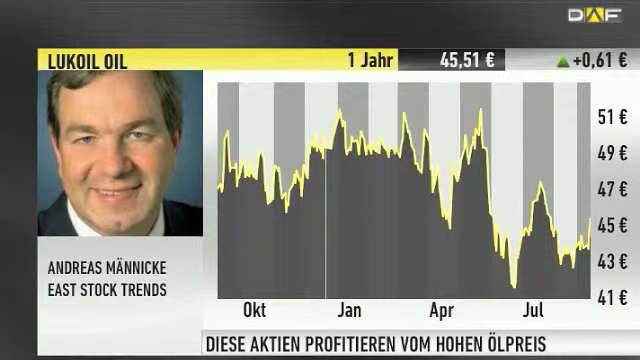 DAF
LUKOIL OIL 1 Jahr 45,51 € +0,61 €
51 €
49 €
47 €
45 €
43 €
41 €
Okt Jan Apr Jul
ANDREAS MÄNNICKE
EAST STOCK TRENDS
DIESE AKTIEN PROFITIEREN VOM HOHEN ÖLPREIS